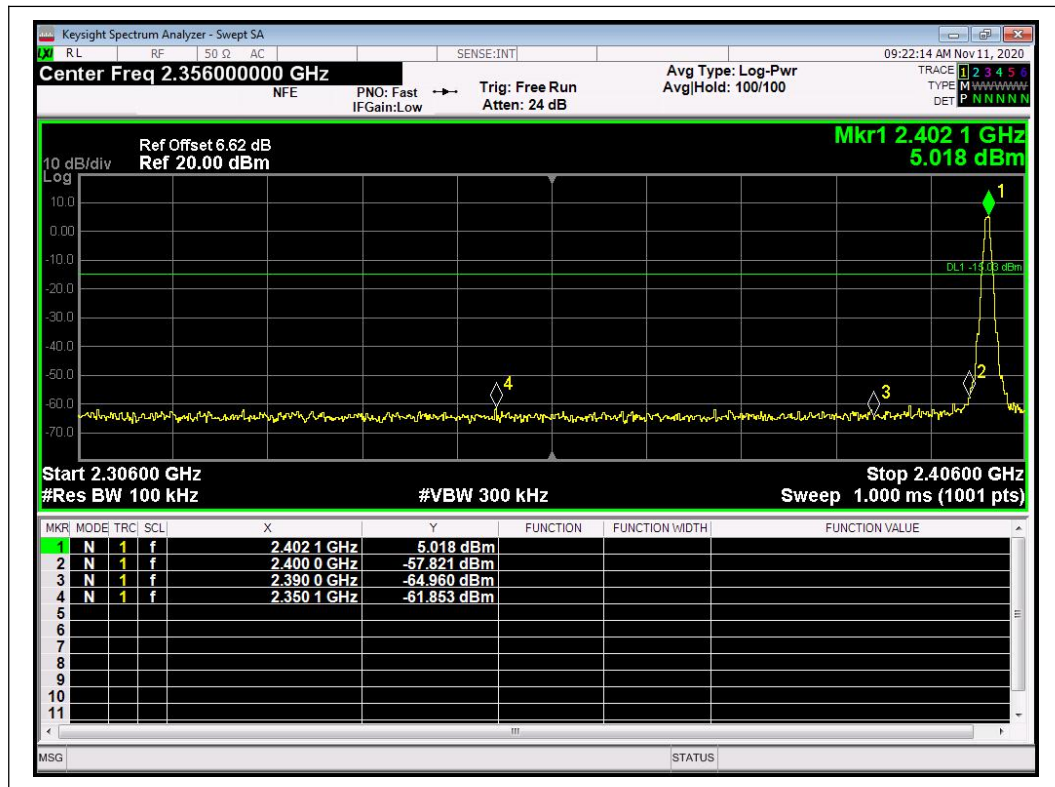 Keysight Spectrum Analyzer - Swept SA
LXI RL RF 50 Ω AC SENSE:INT 09:22:14 AM Nov 11, 2020
Center Freq 2.356000000 GHz
NFE
PNO: Fast
IFGain:Low
Trig: Free Run
Atten: 24 dB
Avg Type: Log-Pwr
Avg|Hold: 100/100
TRACE 1 2 3 4 5 6
TYPE M WWWWW
DET P N N N N N
Mkr1 2.402 1 GHz
5.018 dBm
Ref Offset 6.62 dB
10 dB/div Ref 20.00 dBm
Log
1
10.0
0.00
-10.0
DL1 -15.03 dBm
-20.0
-30.0
-40.0
-50.0
4
3
2
-60.0
-70.0
Start 2.30600 GHz Stop 2.40600 GHz
#Res BW 100 kHz #VBW 300 kHz Sweep 1.000 ms (1001 pts)
MKR MODE TRC SCL X Y FUNCTION FUNCTION WIDTH FUNCTION VALUE
1 N 1 f 2.402 1 GHz 5.018 dBm
2 N 1 f 2.400 0 GHz -57.821 dBm
3 N 1 f 2.390 0 GHz -64.960 dBm
4 N 1 f 2.350 1 GHz -61.853 dBm
5
6
7
8
9
10
11
MSG STATUS